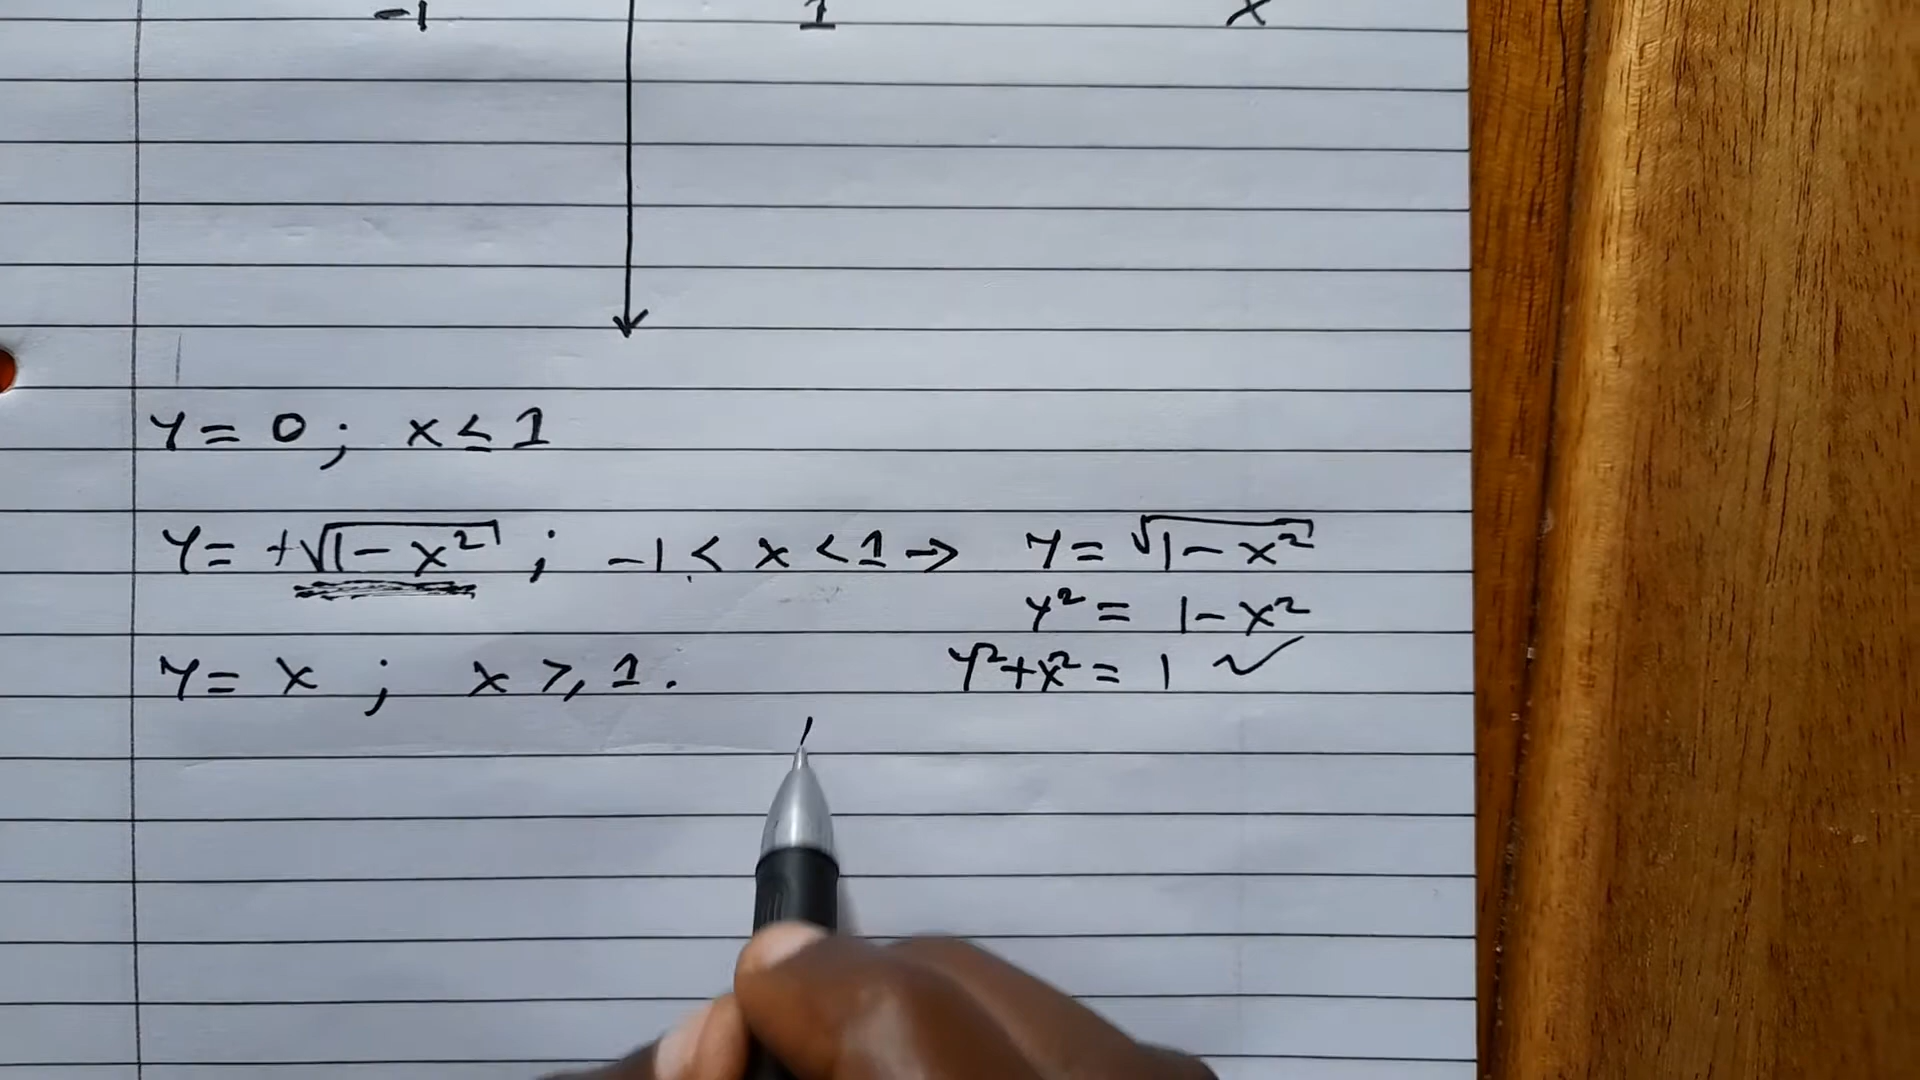 -1 1 x
y = 0 ; x ≤ 1
y = +√(1 - x²) ; -1 < x < 1 → y = √(1 - x²)
y² = 1 - x²
y = x ; x ≥ 1 . y² + x² = 1 ✓